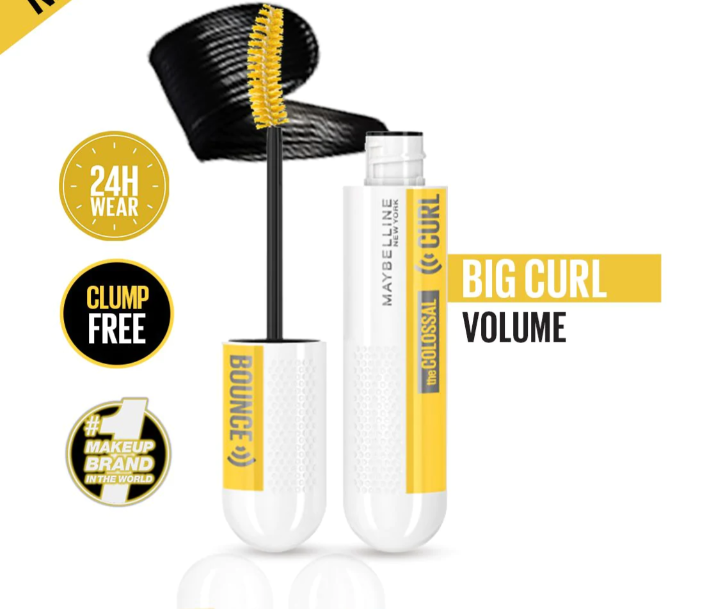 24H
WEAR
CLUMP
FREE
#1
MAKEUP
BRAND
IN THE WORLD
BOUNCE
MAYBELLINE
NEW YORK
the COLOSSAL
CURL
BIG CURL
VOLUME